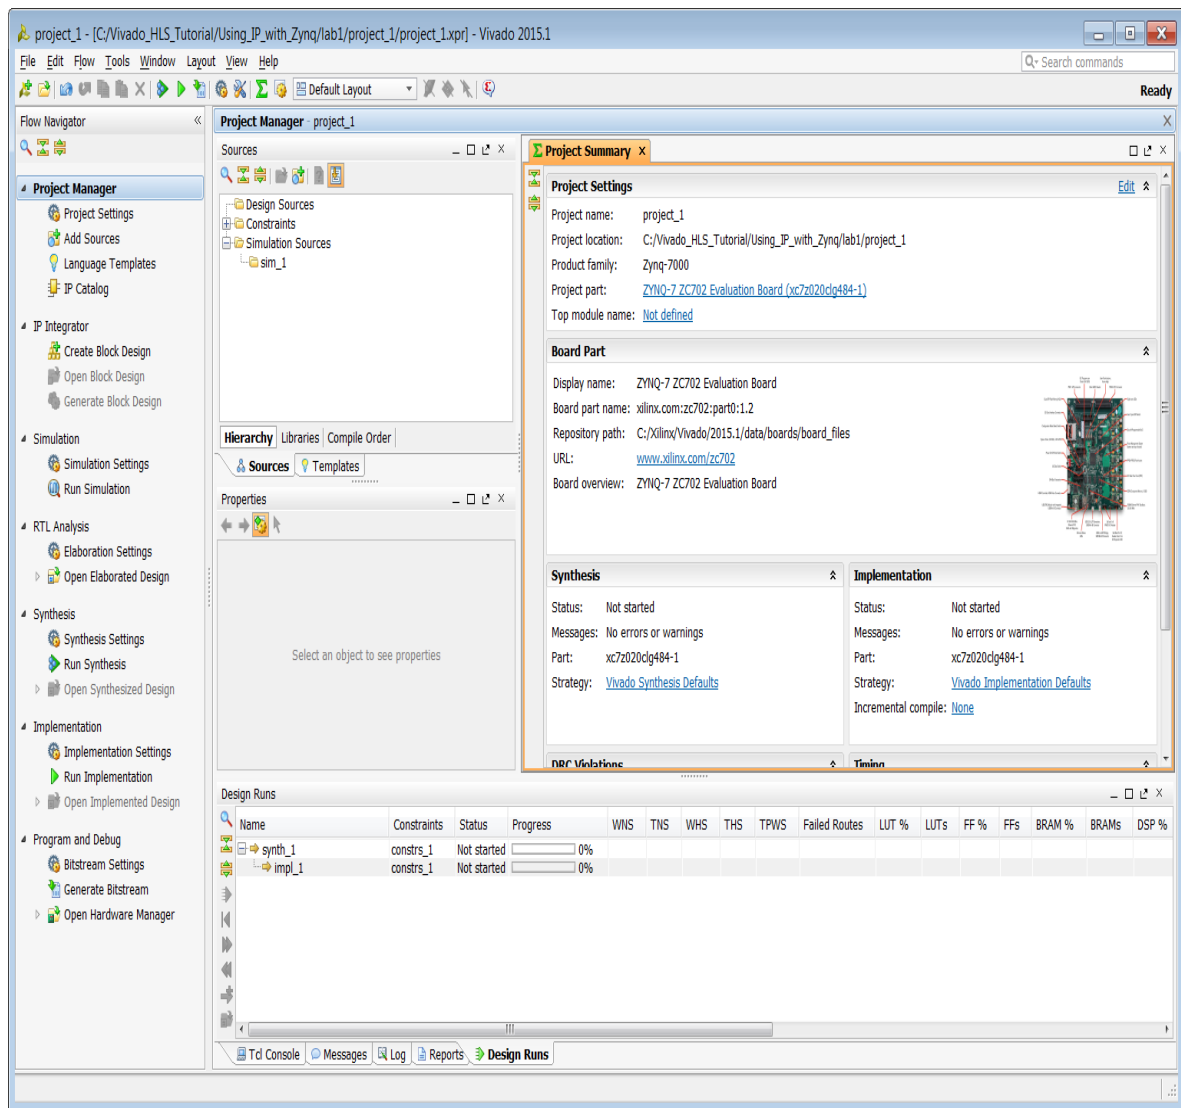 project_1 - [C:/Vivado_HLS_Tutorial/Using_IP_with_Zynq/lab1/project_1/project_1.xpr] - Vivado 2015.1
File Edit Flow Tools Window Layout View Help
Search commands
Default Layout
Ready
Flow Navigator
Project Manager
Project Settings
Add Sources
Language Templates
IP Catalog
IP Integrator
Create Block Design
Open Block Design
Generate Block Design
Simulation
Simulation Settings
Run Simulation
RTL Analysis
Elaboration Settings
Open Elaborated Design
Synthesis
Synthesis Settings
Run Synthesis
Open Synthesized Design
Implementation
Implementation Settings
Run Implementation
Open Implemented Design
Program and Debug
Bitstream Settings
Generate Bitstream
Open Hardware Manager
Project Manager - project_1
Sources
Design Sources
Constraints
Simulation Sources
sim_1
Hierarchy Libraries Compile Order
Sources Templates
Properties
Select an object to see properties
Project Summary
Project Settings Edit
Project name: project_1
Project location: C:/Vivado_HLS_Tutorial/Using_IP_with_Zynq/lab1/project_1
Product family: Zynq-7000
Project part: ZYNQ-7 ZC702 Evaluation Board (xc7z020clg484-1)
Top module name: Not defined
Board Part
Display name: ZYNQ-7 ZC702 Evaluation Board
Board part name: xilinx.com:zc702:part0:1.2
Repository path: C:/Xilinx/Vivado/2015.1/data/boards/board_files
URL: www.xilinx.com/zc702
Board overview: ZYNQ-7 ZC702 Evaluation Board
Synthesis
Status: Not started
Messages: No errors or warnings
Part: xc7z020clg484-1
Strategy: Vivado Synthesis Defaults
Implementation
Status: Not started
Messages: No errors or warnings
Part: xc7z020clg484-1
Strategy: Vivado Implementation Defaults
Incremental compile: None
DRC Violations
Timing
Design Runs
Name Constraints Status Progress WNS TNS WHS THS TPWS Failed Routes LUT % LUTs FF % FFs BRAM % BRAMs DSP %
synth_1 constrs_1 Not started 0%
impl_1 constrs_1 Not started 0%
Tcl Console Messages Log Reports Design Runs